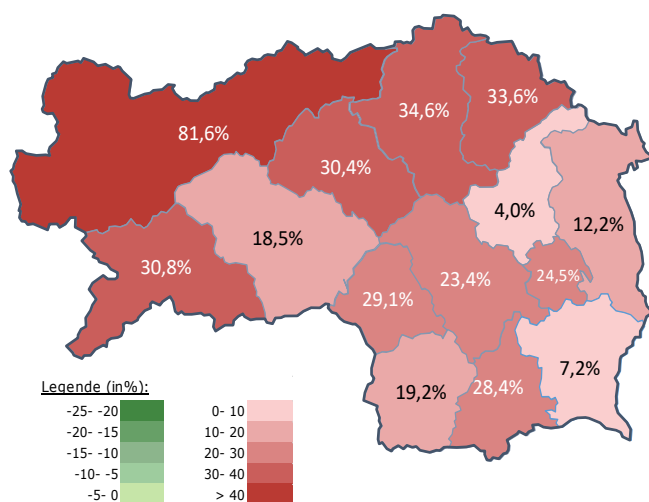 33,6%
34,6%
81,6%
30,4%
4,0%
12,2%
18,5%
30,8%
23,4%
24,5%
29,1%
7,2%
19,2%
28,4%
Legende (in%):
-25- -20 0- 10
-20- -15 10- 20
-15- -10 20- 30
-10- -5 30- 40
-5- 0 > 40